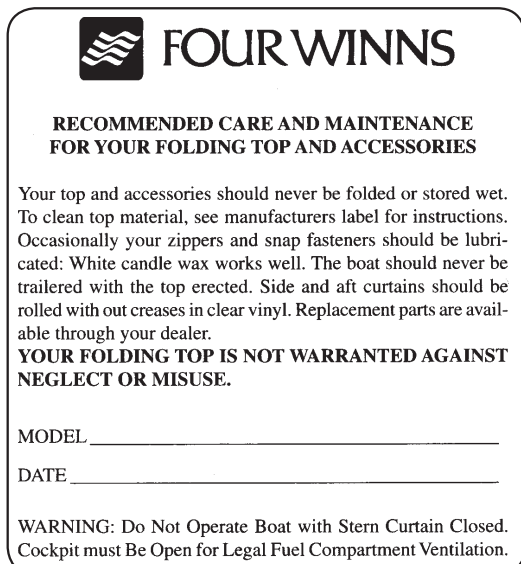 FOUR WINNS
RECOMMENDED CARE AND MAINTENANCE
FOR YOUR FOLDING TOP AND ACCESSORIES
Your top and accessories should never be folded or stored wet.
To clean top material, see manufacturers label for instructions.
Occasionally your zippers and snap fasteners should be lubri-
cated: White candle wax works well. The boat should never be
trailered with the top erected. Side and aft curtains should be
rolled with out creases in clear vinyl. Replacement parts are avail-
able through your dealer.
YOUR FOLDING TOP IS NOT WARRANTED AGAINST
NEGLECT OR MISUSE.
MODEL
DATE
WARNING: Do Not Operate Boat with Stern Curtain Closed.
Cockpit must Be Open for Legal Fuel Compartment Ventilation.